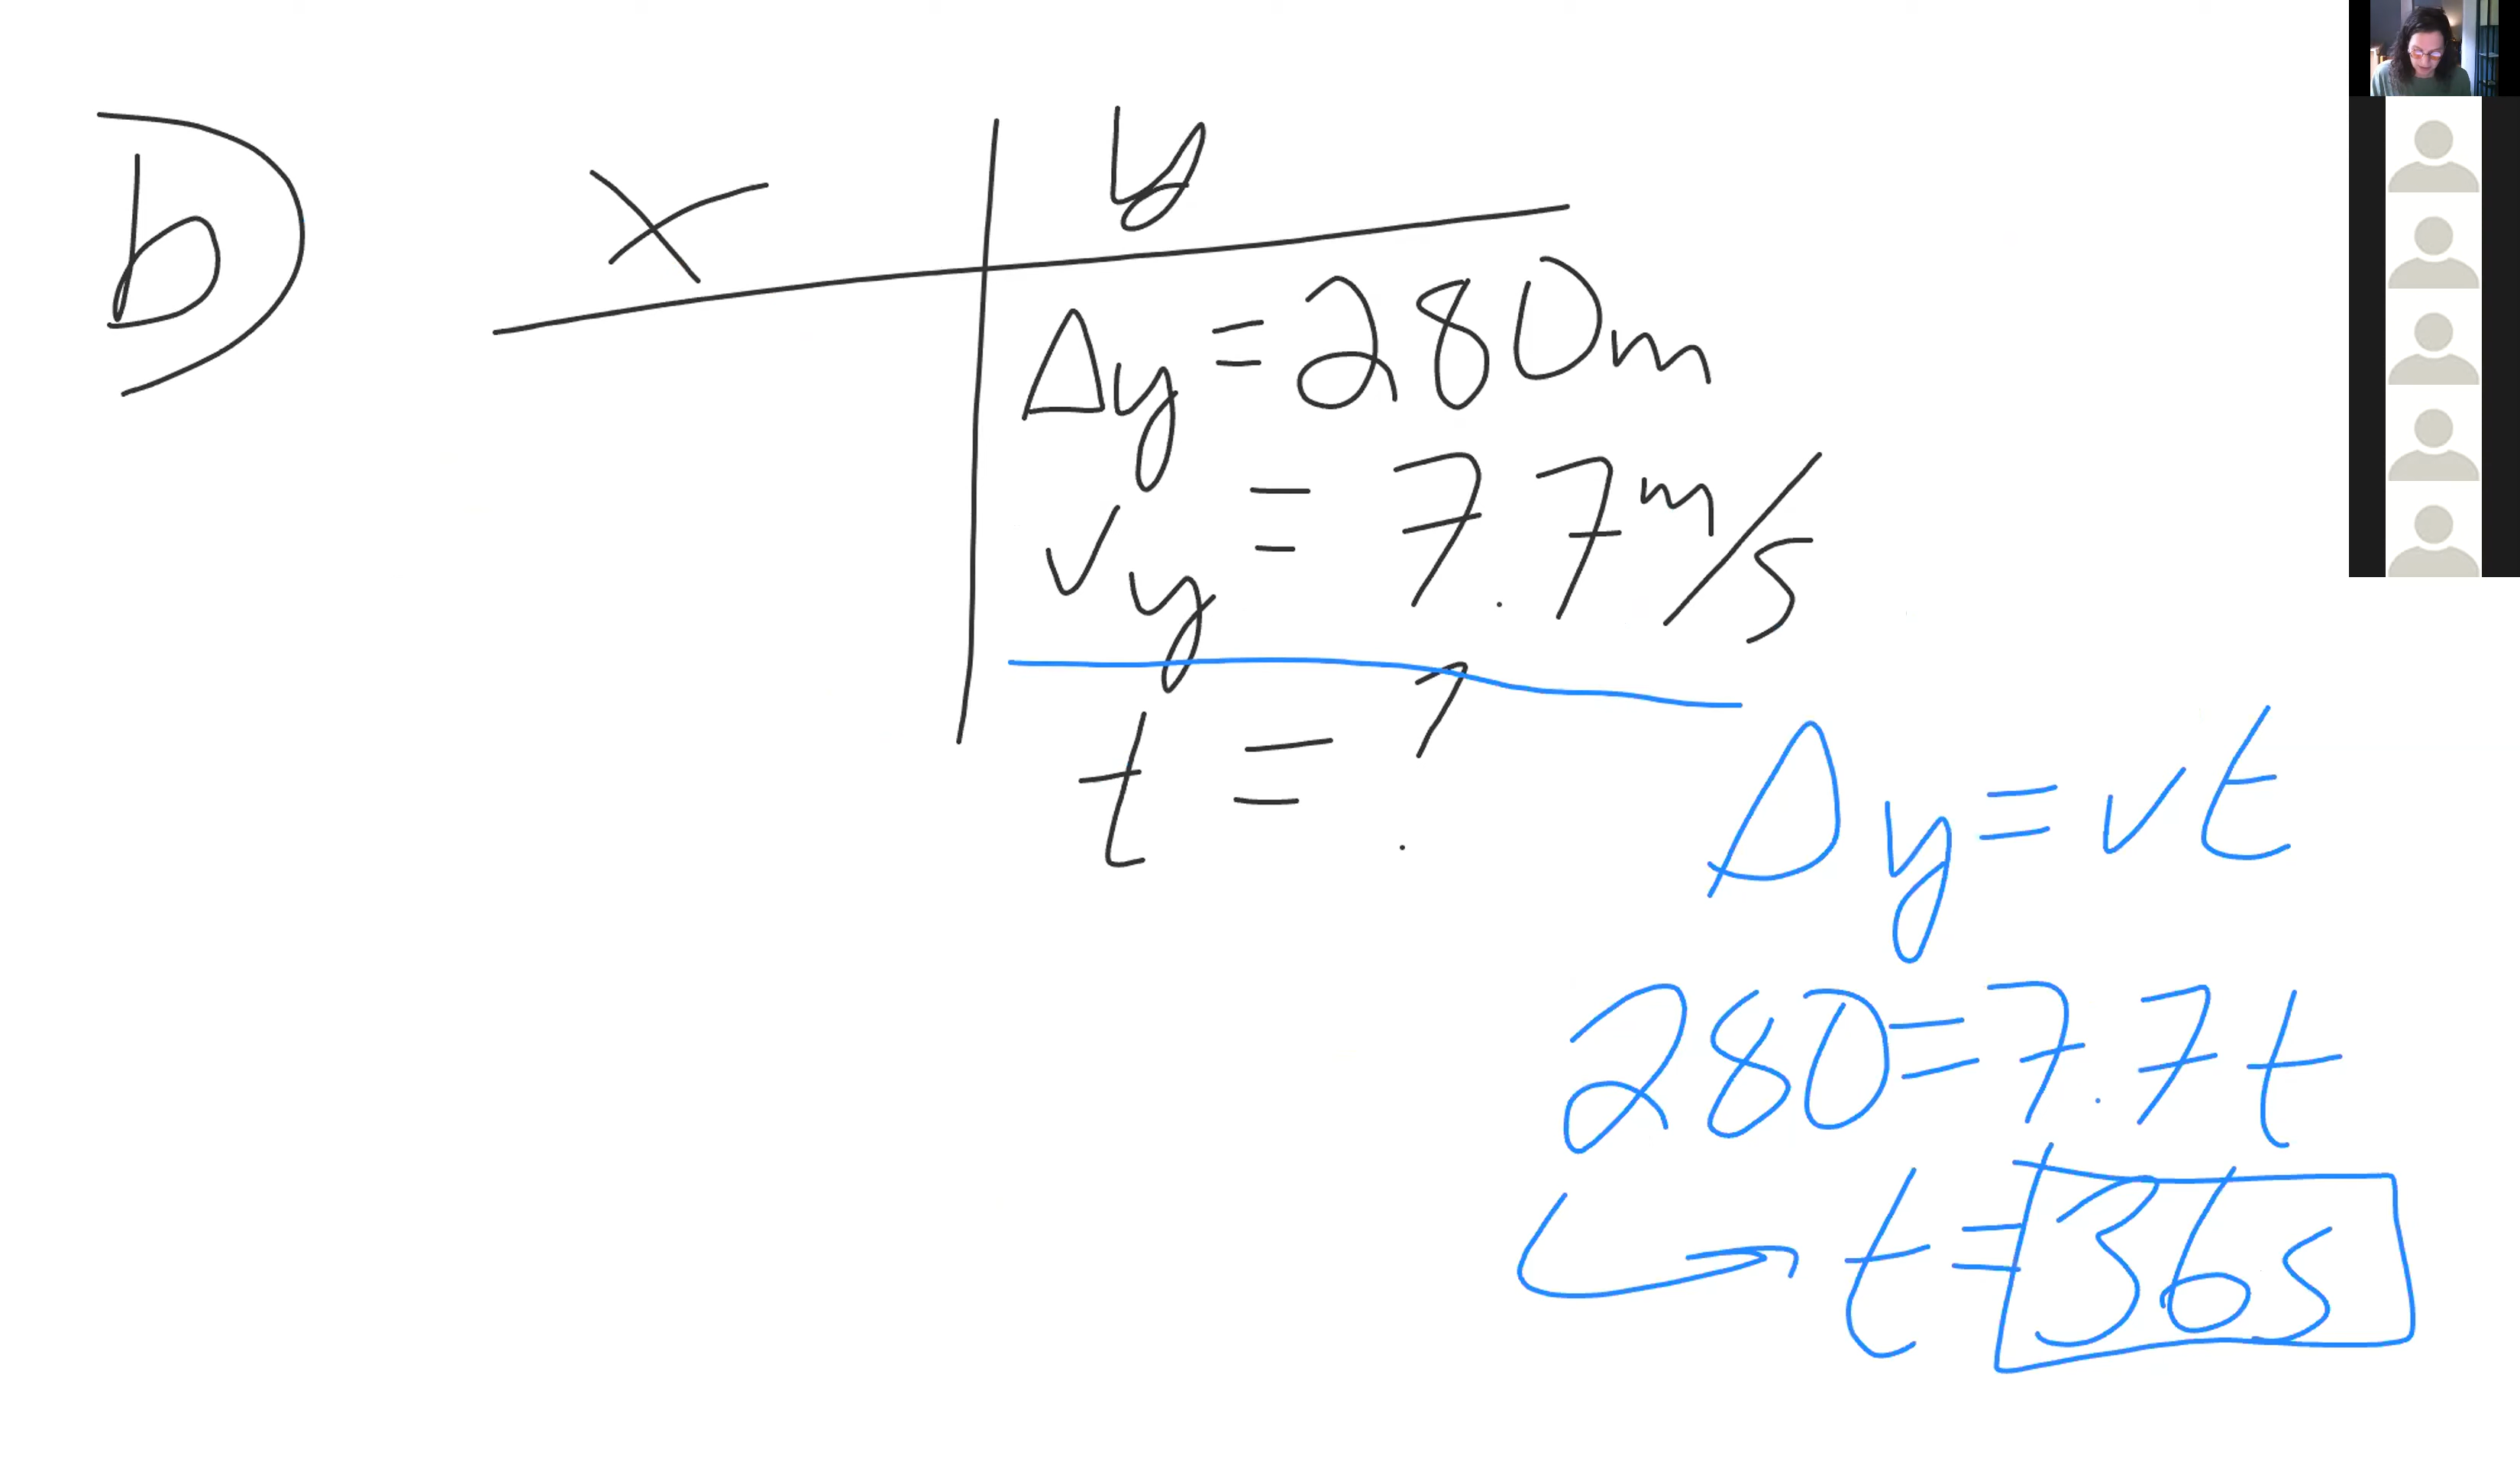 b)
x y
Δy = 280m
vy = 7.7 m/s
t = ?
Δy = vt
280 = 7.7t
t = 36s